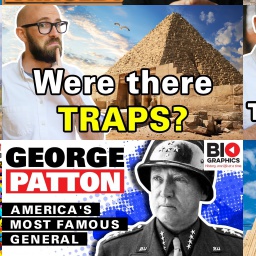 Were there
TRAPS?
GEORGE
PATTON
AMERICA'S
MOST FAMOUS
GENERAL
BIO
GRAPHICS